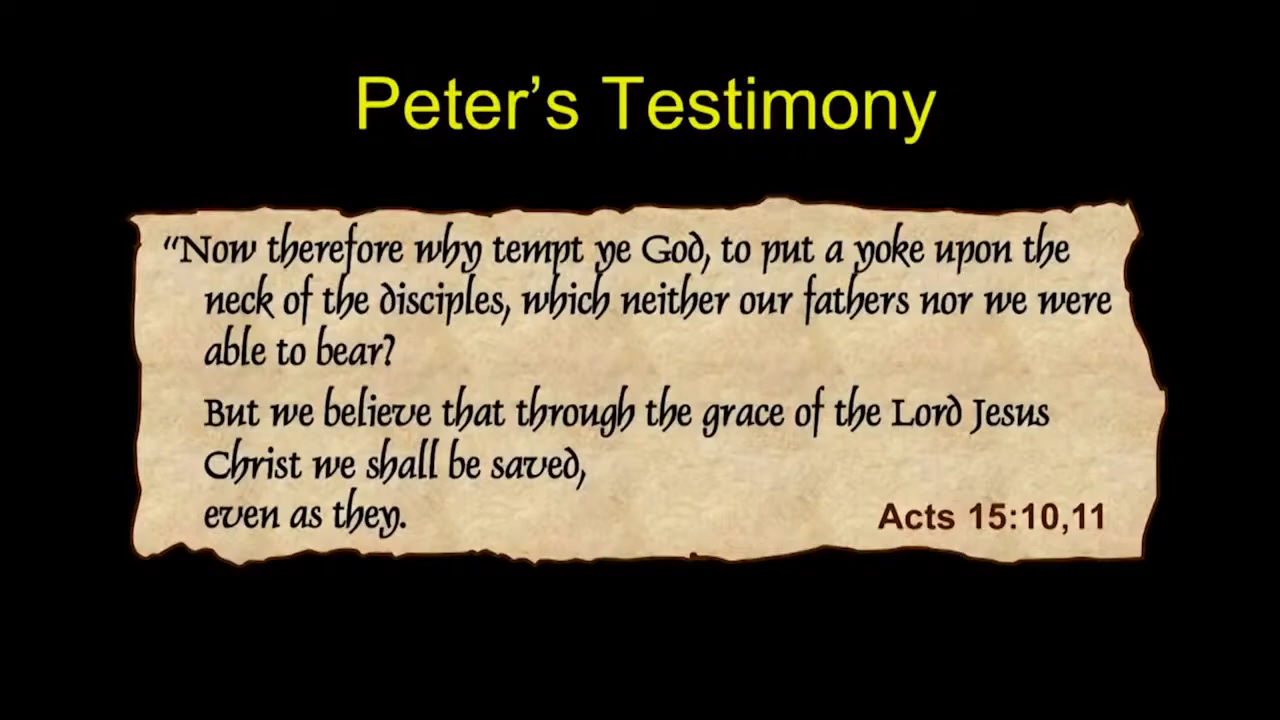 Peter’s Testimony
“Now therefore why tempt ye God, to put a yoke upon the
neck of the disciples, which neither our fathers nor we were
able to bear?
But we believe that through the grace of the Lord Jesus
Christ we shall be saved,
even as they.
Acts 15:10,11